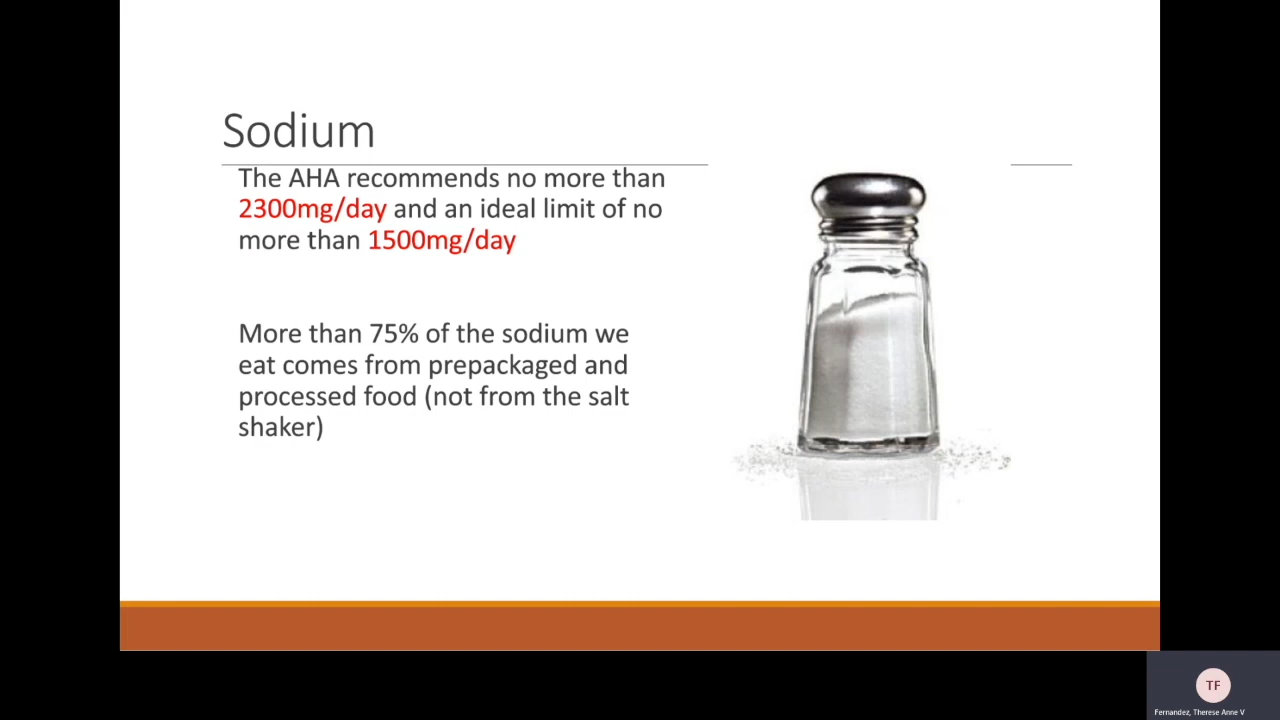 Sodium
The AHA recommends no more than
2300mg/day and an ideal limit of no
more than 1500mg/day
More than 75% of the sodium we
eat comes from prepackaged and
processed food (not from the salt
shaker)
TF
Fernandez, Therese Anne V